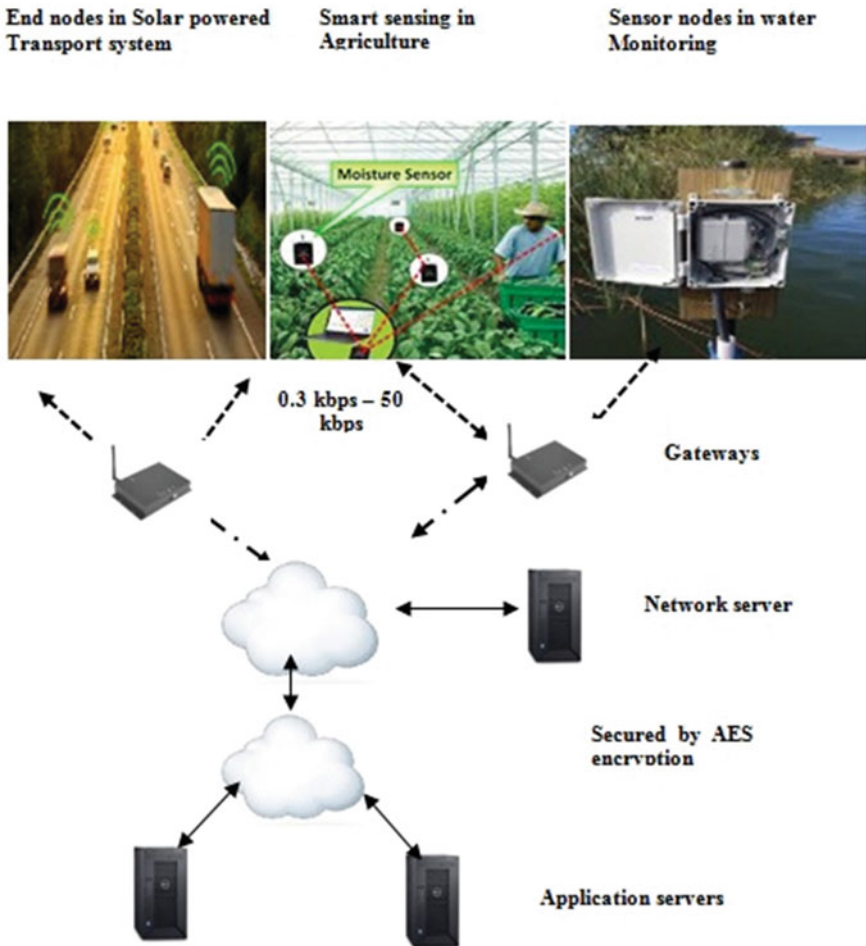 End nodes in Solar powered
Transport system
Smart sensing in
Agriculture
Sensor nodes in water
Monitoring
Moisture Sensor
0.3 kbps – 50
kbps
Gateways
Network server
Secured by AES
encryption
Application servers